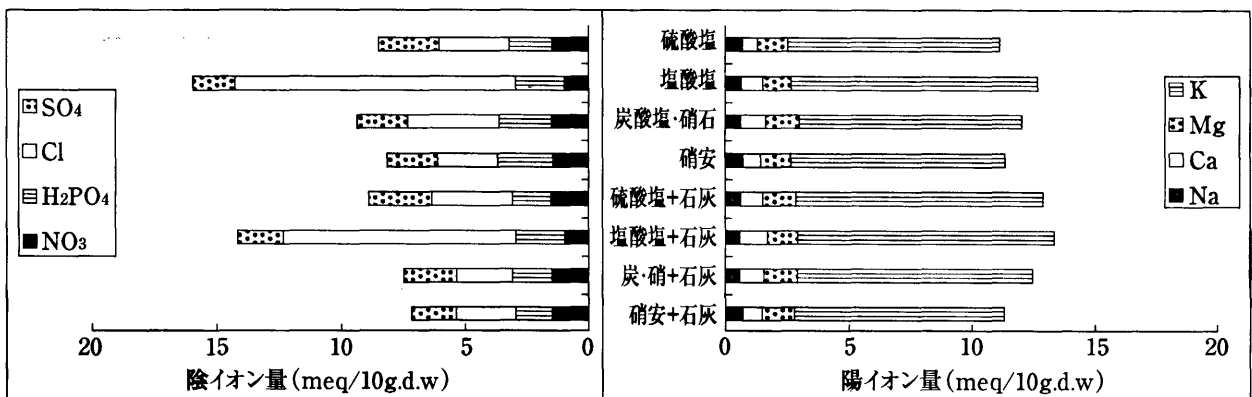 SO4
Cl
H2PO4
NO3
硫酸塩
塩酸塩
炭酸塩·硝石
硝安
硫酸塩+石灰
塩酸塩+石灰
炭·硝+石灰
硝安+石灰
K
Mg
Ca
Na
20 15 10 5 0
陰イオン量(meq/10g.d.w)
0 5 10 15 20
陽イオン量(meq/10g.d.w)